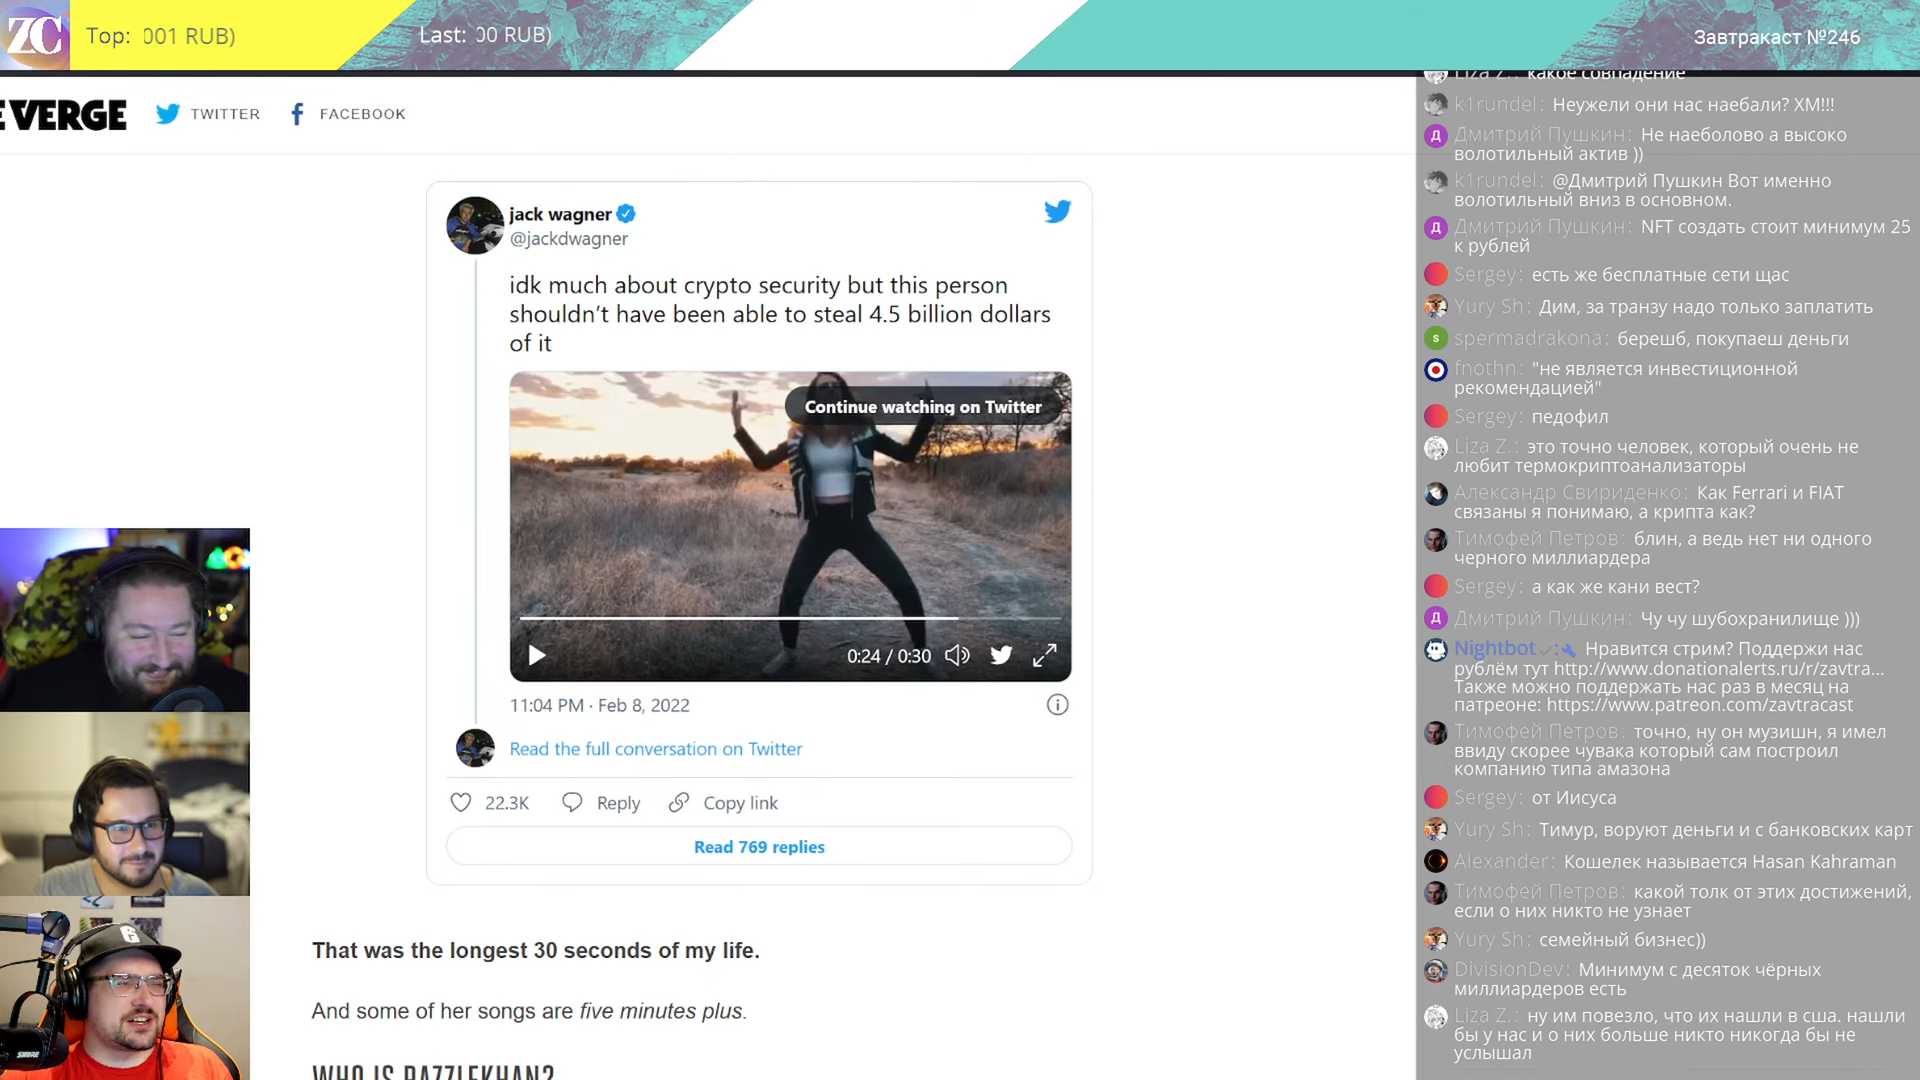 ZC
Top: 001 RUB)
Last: 00 RUB)
Завтракаст №246
E VERGE
TWITTER
FACEBOOK
jack wagner
@jackdwagner
idk much about crypto security but this person
shouldn't have been able to steal 4.5 billion dollars
of it
Continue watching on Twitter
0:24 / 0:30
11:04 PM · Feb 8, 2022
Read the full conversation on Twitter
22.3K
Reply
Copy link
Read 769 replies
That was the longest 30 seconds of my life.
And some of her songs are five minutes plus.
WHO IS RAZZLEKHAN?
Liza Z.: какое совпадение
k1rundel: Неужели они нас наебали? ХМ!!!
Дмитрий Пушкин: Не наеболово а высоко
волотильный актив ))
k1rundel: @Дмитрий Пушкин Вот именно
волотильный вниз в основном.
Дмитрий Пушкин: NFT создать стоит минимум 25
к рублей
Sergey: есть же бесплатные сети щас
Yury Sh: Дим, за транзу надо только заплатить
spermadrakona: берешб, покупаеш деньги
fnothn: "не является инвестиционной
рекомендацией"
Sergey: педофил
Liza Z.: это точно человек, который очень не
любит термокриптоанализаторы
Александр Свириденко: Как Ferrari и FIAT
связаны я понимаю, а крипта как?
Тимофей Петров: блин, а ведь нет ни одного
черного миллиардера
Sergey: а как же кани вест?
Дмитрий Пушкин: Чу чу шубохранилище )))
Nightbot: Нравится стрим? Поддержи нас
рублём тут http://www.donationalerts.ru/r/zavtra...
Также можно поддержать нас раз в месяц на
патреоне: https://www.patreon.com/zavtracast
Тимофей Петров: точно, ну он музишн, я имел
ввиду скорее чувака который сам построил
компанию типа амазона
Sergey: от Иисуса
Yury Sh: Тимур, воруют деньги и с банковских карт
Alexander: Кошелек называется Hasan Kahraman
Тимофей Петров: какой толк от этих достижений,
если о них никто не узнает
Yury Sh: семейный бизнес))
DivisionDev: Минимум с десяток чёрных
миллиардеров есть
Liza Z.: ну им повезло, что их нашли в сша. нашли
бы у нас и о них больше никто никогда бы не
услышал
SHURE